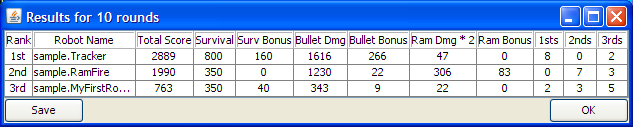 Results for 10 rounds
Rank Robot Name Total Score Survival Surv Bonus Bullet Dmg Bullet Bonus Ram Dmg * 2 Ram Bonus 1sts 2nds 3rds
1st sample.Tracker 2889 800 160 1616 266 47 0 8 0 2
2nd sample.RamFire 1990 350 0 1230 22 306 83 0 7 3
3rd sample.MyFirstRo... 763 350 40 343 9 22 0 2 3 5
Save OK